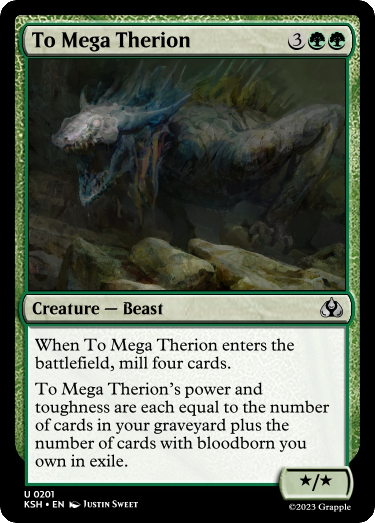 To Mega Therion 3
Creature — Beast
When To Mega Therion enters the
battlefield, mill four cards.
To Mega Therion's power and
toughness are each equal to the number
of cards in your graveyard plus the
number of cards with bloodborn you
own in exile.
★/★
U 0201
KSH • EN Justin Sweet
©2023 Grapple